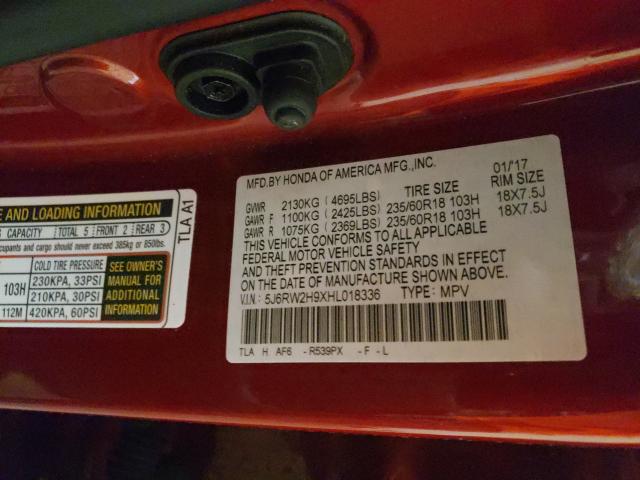 E AND LOADING INFORMATION
CAPACITY TOTAL 5 FRONT 2 REAR 3
cupants and cargo should never exceed 385kg or 850lbs.
COLD TIRE PRESSURE
103H 230KPA, 33PSI
210KPA, 30PSI
112M 420KPA, 60PSI
SEE OWNER'S
MANUAL FOR
ADDITIONAL
INFORMATION
TLA A1
MFD.BY HONDA OF AMERICA MFG.,INC. 01/17
TIRE SIZE RIM SIZE
GVWR 2130KG (4695LBS)
GAWR F 1100KG (2425LBS) 235/60R18 103H 18X7.5J
GAWR R 1075KG (2369LBS) 235/60R18 103H 18X7.5J
THIS VEHICLE CONFORMS TO ALL APPLICABLE
FEDERAL MOTOR VEHICLE SAFETY
AND THEFT PREVENTION STANDARDS IN EFFECT
ON THE DATE OF MANUFACTURE SHOWN ABOVE.
V.I.N.: 5J6RW2H9XHL018336 TYPE: MPV
TLA H AF6 -R539PX -F -L